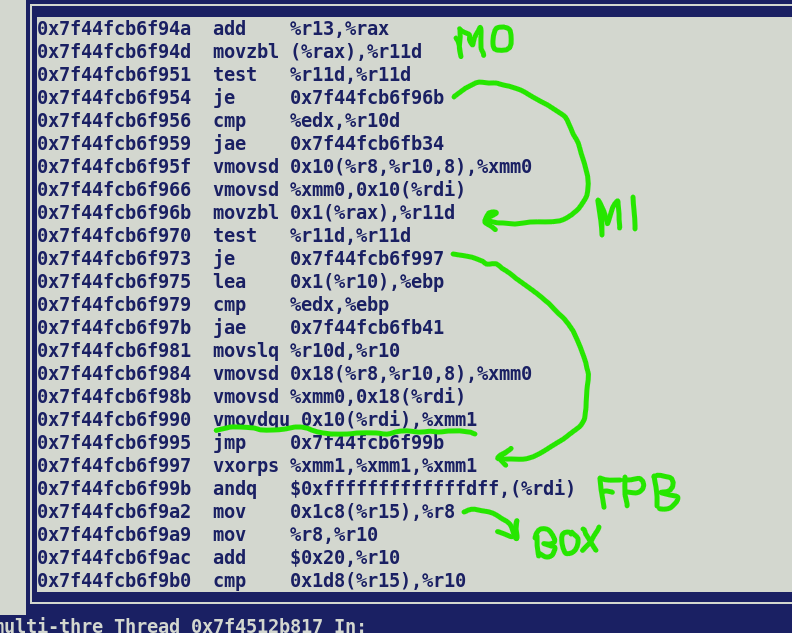 0x7f44fcb6f94a add %r13,%rax
M0
0x7f44fcb6f94d movzbl (%rax),%r11d
0x7f44fcb6f951 test %r11d,%r11d
0x7f44fcb6f954 je 0x7f44fcb6f96b
0x7f44fcb6f956 cmp %edx,%r10d
0x7f44fcb6f959 jae 0x7f44fcb6fb34
0x7f44fcb6f95f vmovsd 0x10(%r8,%r10,8),%xmm0
0x7f44fcb6f966 vmovsd %xmm0,0x10(%rdi)
0x7f44fcb6f96b movzbl 0x1(%rax),%r11d
M1
0x7f44fcb6f970 test %r11d,%r11d
0x7f44fcb6f973 je 0x7f44fcb6f997
0x7f44fcb6f975 lea 0x1(%r10),%ebp
0x7f44fcb6f979 cmp %edx,%ebp
0x7f44fcb6f97b jae 0x7f44fcb6fb41
0x7f44fcb6f981 movslq %r10d,%r10
0x7f44fcb6f984 vmovsd 0x18(%r8,%r10,8),%xmm0
0x7f44fcb6f98b vmovsd %xmm0,0x18(%rdi)
0x7f44fcb6f990 vmovdqu 0x10(%rdi),%xmm1
0x7f44fcb6f995 jmp 0x7f44fcb6f99b
0x7f44fcb6f997 vxorps %xmm1,%xmm1,%xmm1
0x7f44fcb6f99b andq $0xfffffffffffffdff,(%rdi)
FPB
0x7f44fcb6f9a2 mov 0x1c8(%r15),%r8
0x7f44fcb6f9a9 mov %r8,%r10
BOX
0x7f44fcb6f9ac add $0x20,%r10
0x7f44fcb6f9b0 cmp 0x1d8(%r15),%r10
multi-thre Thread 0x7f4512b817 In: